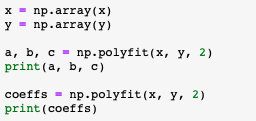 x = np.array(x)
y = np.array(y)
a, b, c = np.polyfit(x, y, 2)
print(a, b, c)
coeffs = np.polyfit(x, y, 2)
print(coeffs)